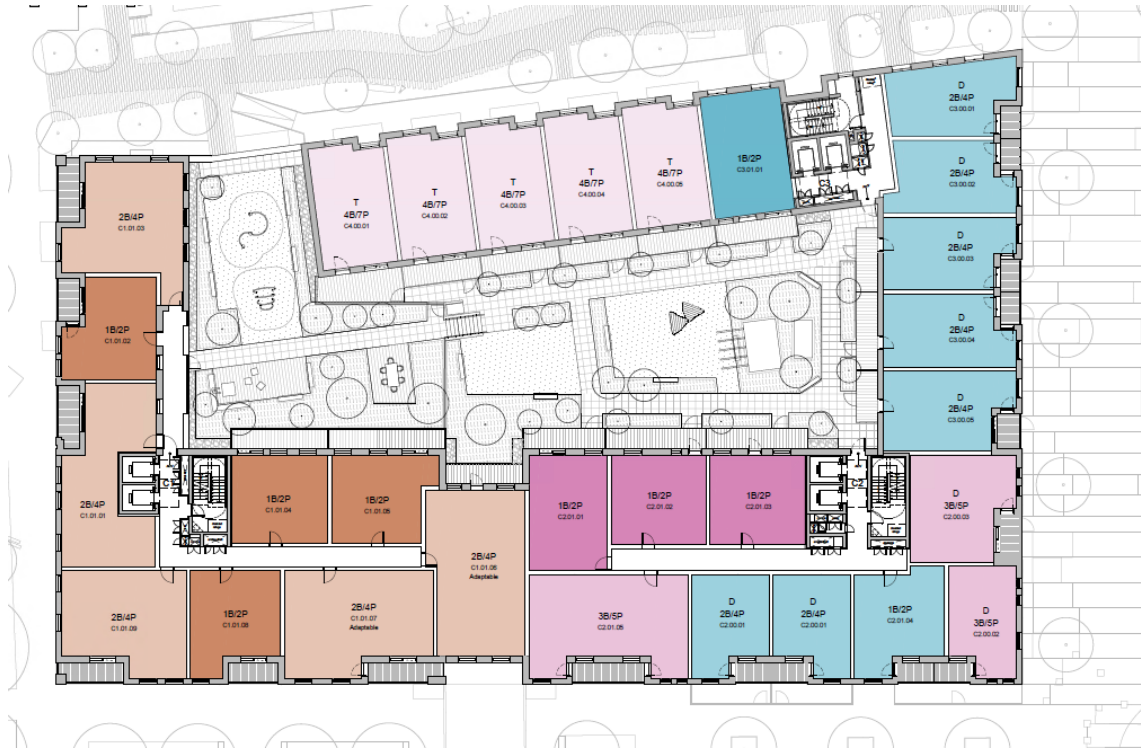 D
2B/4P
C3.00.01
1B/2P
C3.01.01
T
4B/7P
C4.00.05
T
4B/7P
C4.00.04
T
4B/7P
C4.00.03
T
4B/7P
C4.00.02
T
4B/7P
C4.00.01
C3
D
2B/4P
C3.00.02
2B/4P
C1.01.03
D
2B/4P
C3.00.03
1B/2P
C1.01.02
D
2B/4P
C3.00.04
D
2B/4P
C3.00.05
2B/4P
C1.01.01
C1
1B/2P
C1.01.04
1B/2P
C1.01.05
1B/2P
C2.01.01
1B/2P
C2.01.02
1B/2P
C2.01.03
C2
D
3B/5P
C2.00.03
2B/4P
C1.01.06
Adaptable
2B/4P
C1.01.09
1B/2P
C1.01.08
2B/4P
C1.01.07
Adaptable
3B/5P
C2.01.05
D
2B/4P
C2.00.01
D
2B/4P
C2.00.01
1B/2P
C2.01.04
D
3B/5P
C2.00.02